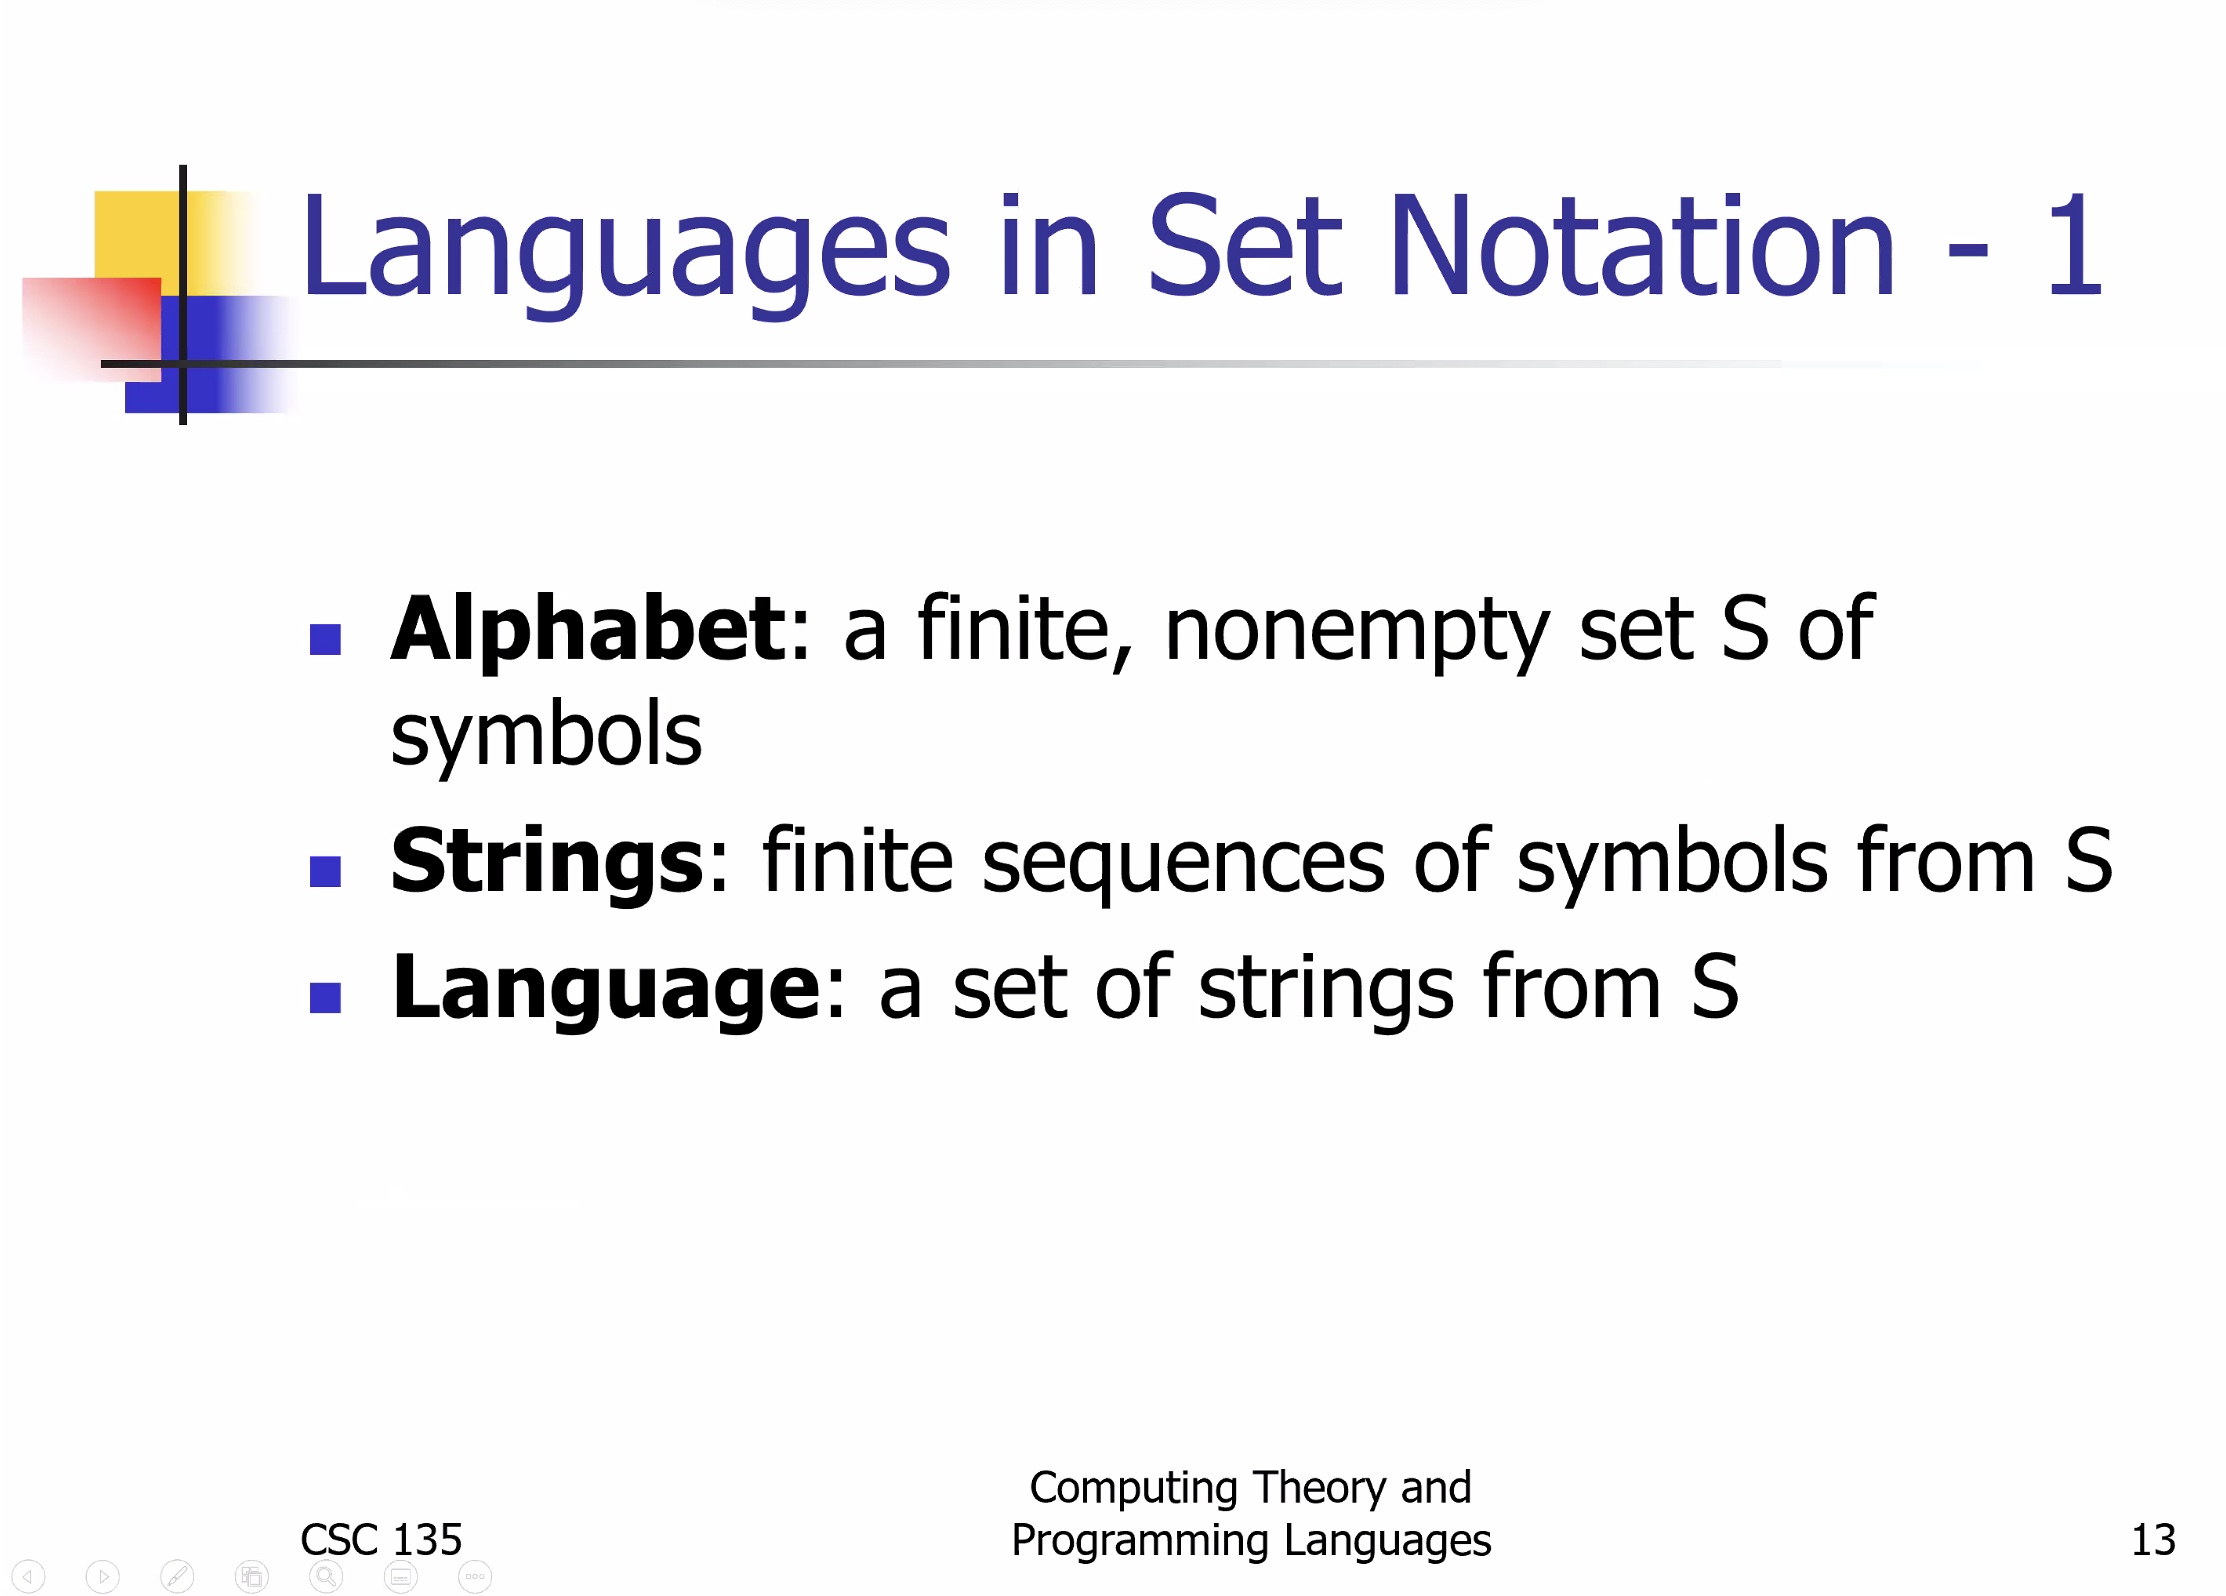 Languages in Set Notation - 1
Alphabet: a finite, nonempty set S of
symbols
Strings: finite sequences of symbols from S
Language: a set of strings from S
CSC 135
Computing Theory and
Programming Languages
13